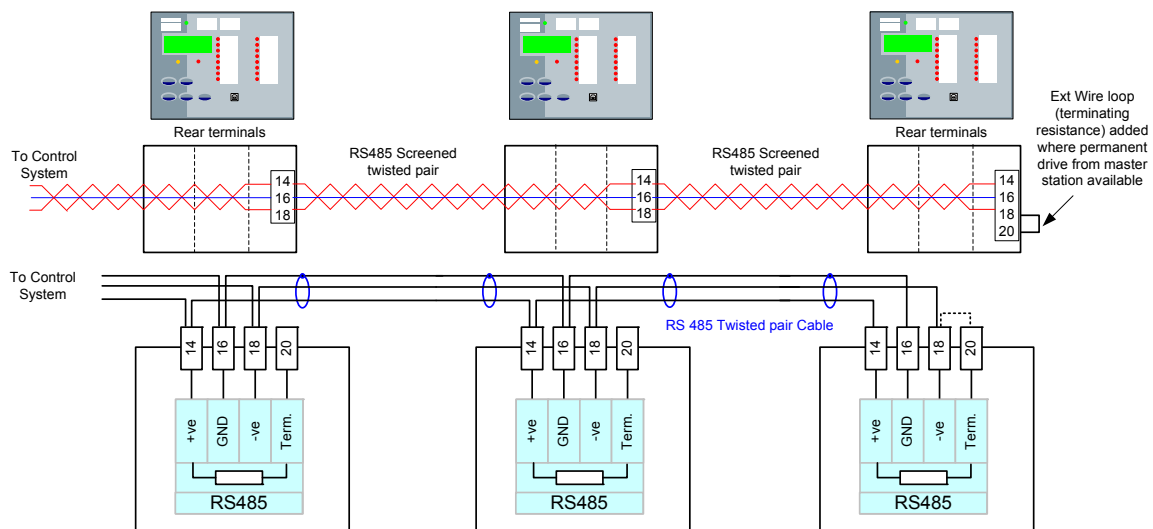 Rear terminals
Rear terminals
Ext Wire loop
(terminating
resistance) added
where permanent
drive from master
station available
To Control
System
RS485 Screened
twisted pair
RS485 Screened
twisted pair
14
16
18
14
16
18
14
16
18
20
To Control
System
RS 485 Twisted pair Cable
14
16
18
20
14
16
18
20
14
16
18
20
+ve
GND
-ve
Term.
+ve
GND
-ve
Term.
+ve
GND
-ve
Term.
RS485
RS485
RS485